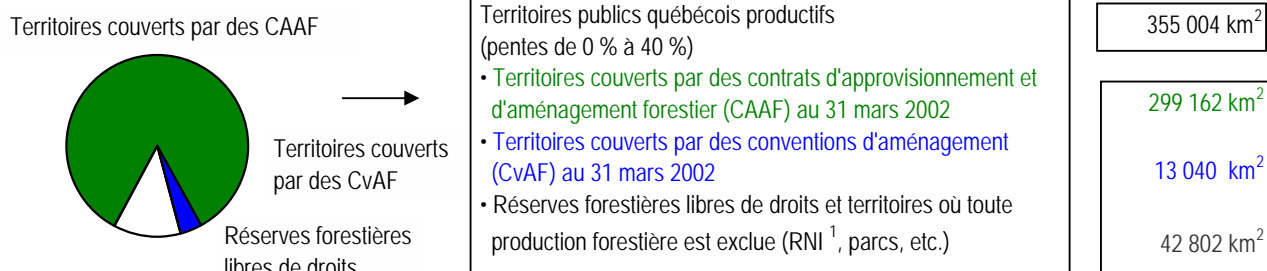 Territoires couverts par des CAAF
Territoires couverts
par des CvAF
Réserves forestières
libres de droits
Territoires publics québécois productifs
(pentes de 0 % à 40 %)
• Territoires couverts par des contrats d'approvisionnement et
d'aménagement forestier (CAAF) au 31 mars 2002
• Territoires couverts par des conventions d'aménagement
(CvAF) au 31 mars 2002
• Réserves forestières libres de droits et territoires où toute
production forestière est exclue (RNI 1, parcs, etc.)
355 004 km2
299 162 km2
13 040 km2
42 802 km2